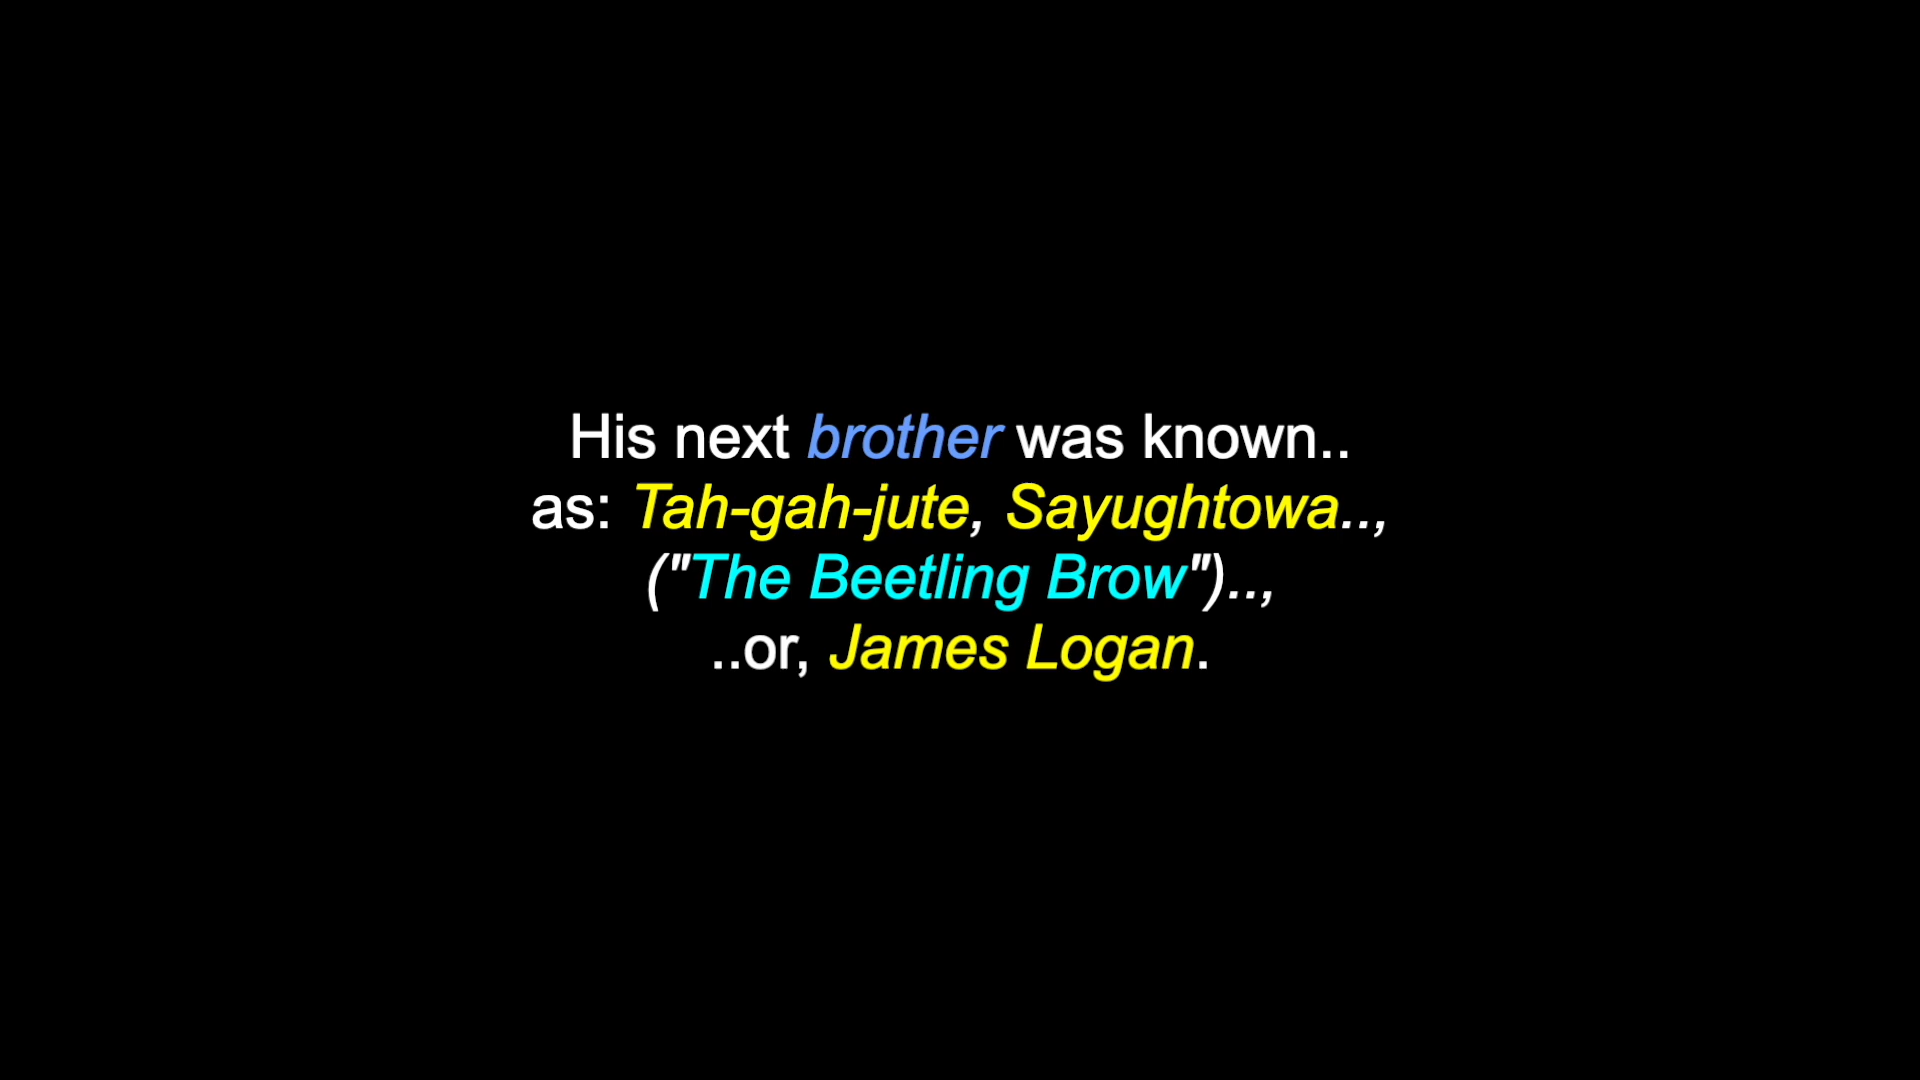 His next brother was known..
as: Tah-gah-jute, Sayughtowa..,
("The Beetling Brow")..,
..or, James Logan.